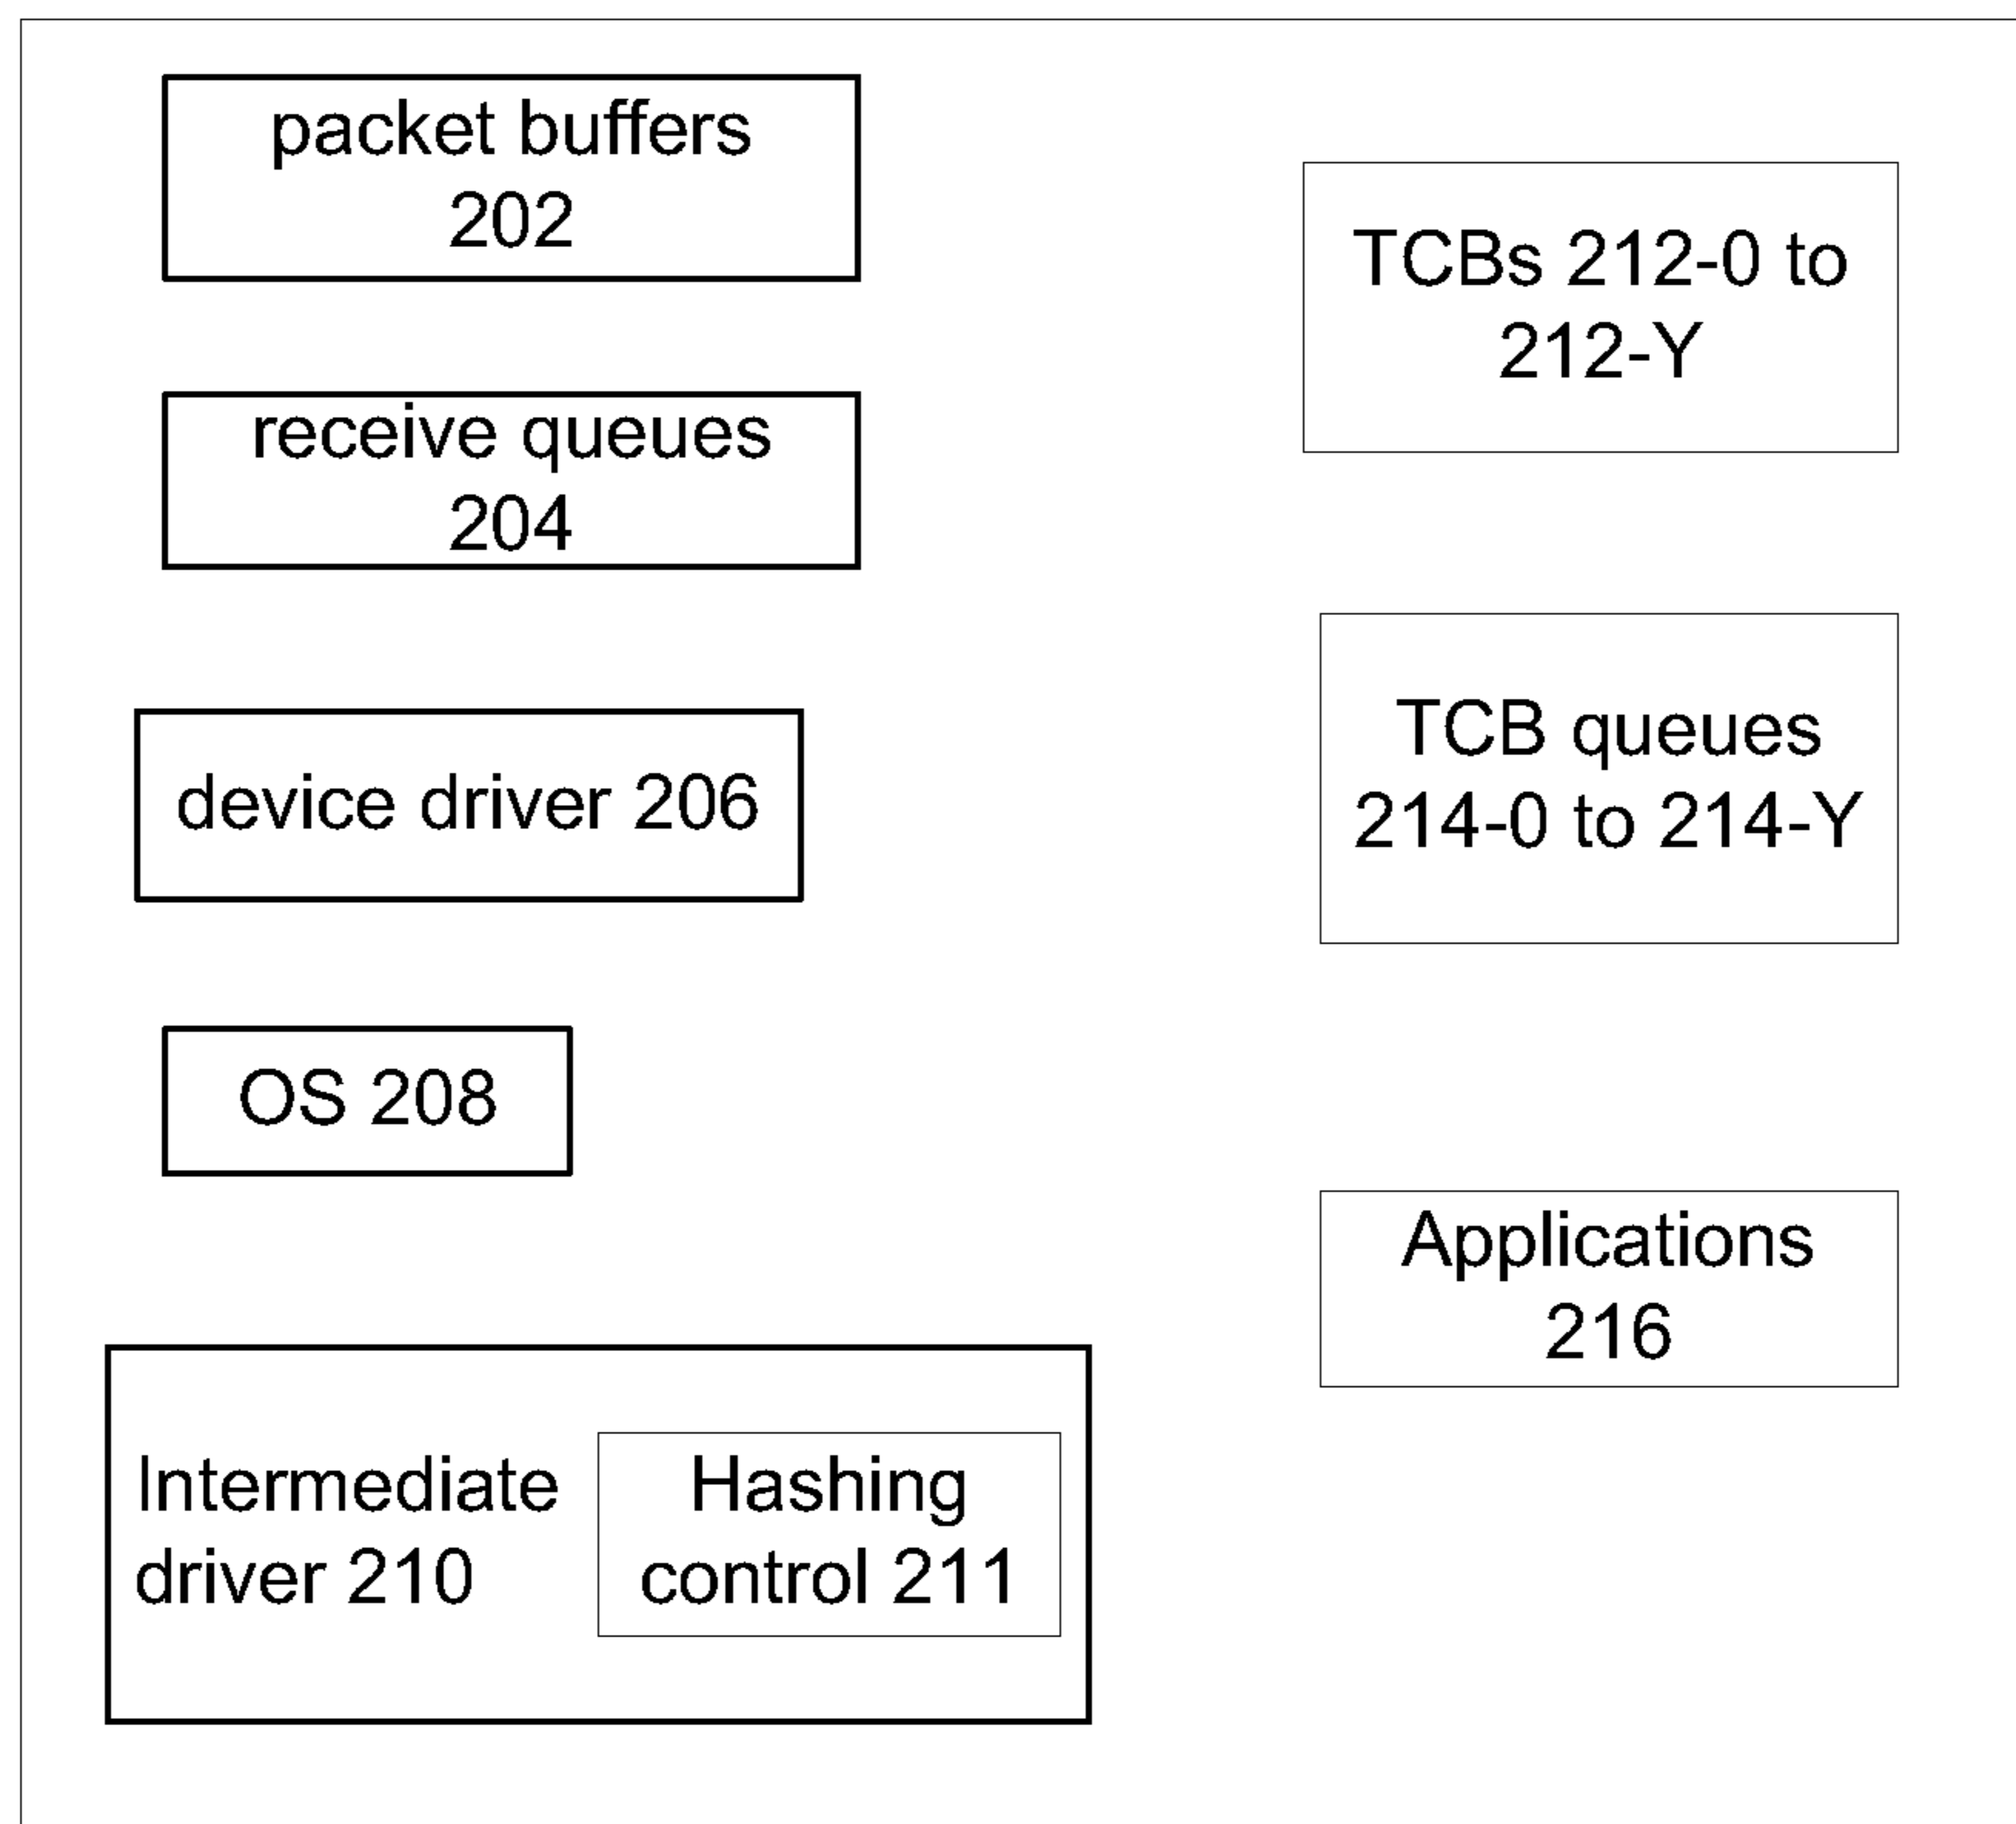 packet buffers
202
receive queues
204
device driver 206
OS 208
Intermediate
driver 210
Hashing
control 211
TCBs 212-0 to
212-Y
TCB queues
214-0 to 214-Y
Applications
216